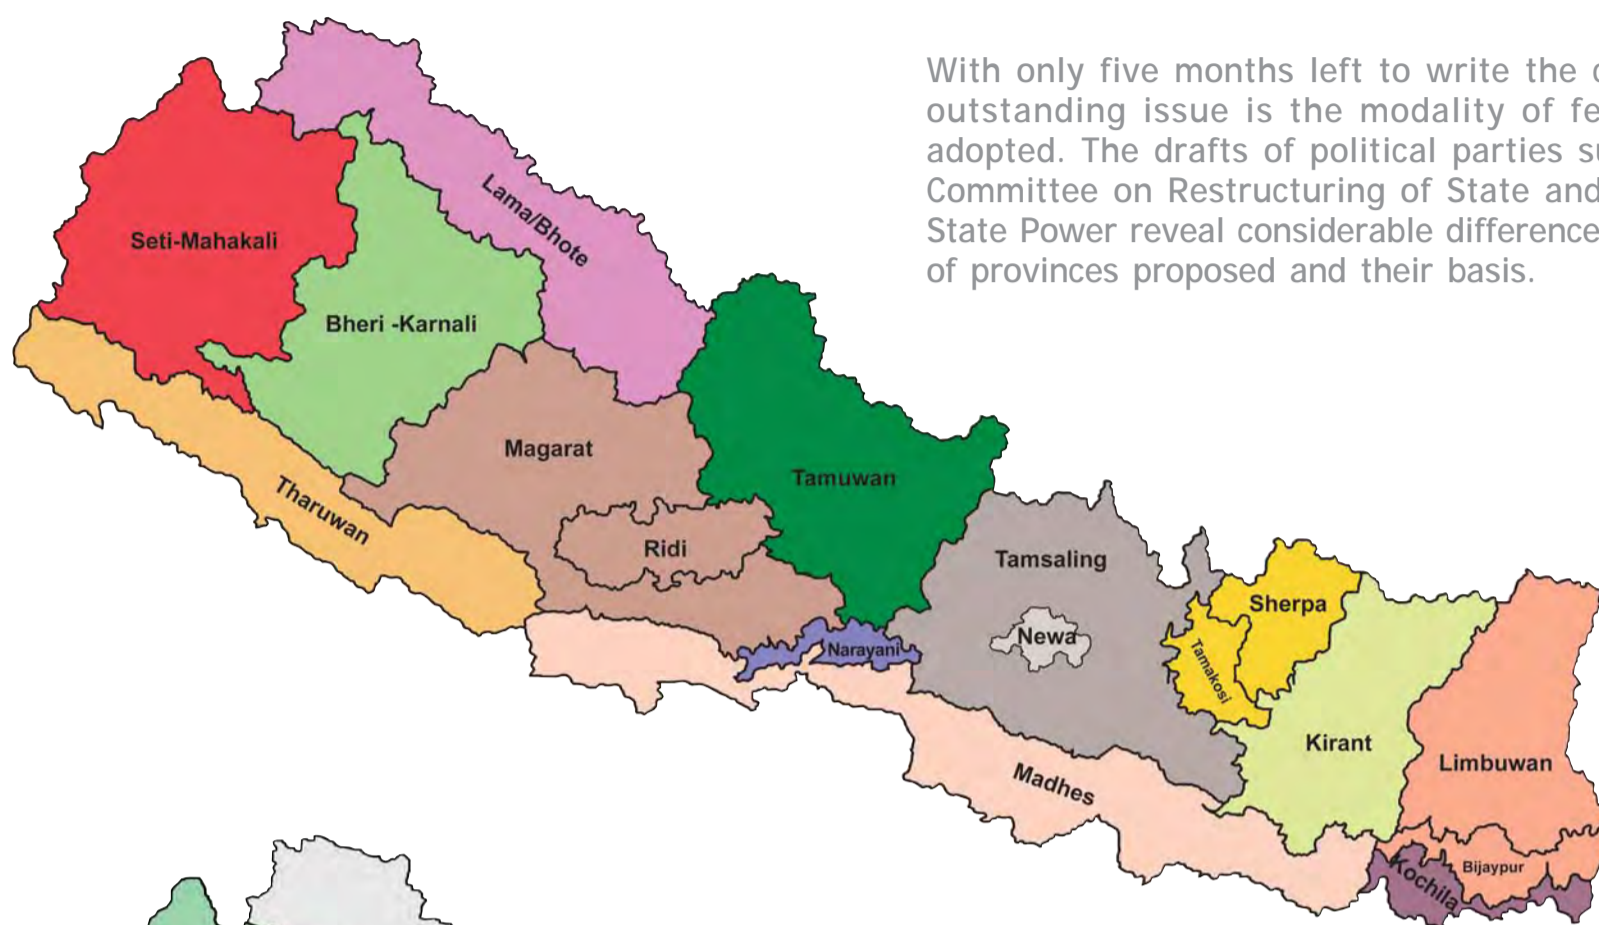 With only five months left to write the
outstanding issue is the modality of
adopted. The drafts of political parties
Committee on Restructuring of State and
State Power reveal considerable difference
of provinces proposed and their basis.
Seti-Mahakali
Lama/Bhote
Bheri -Karnali
Magarat
Tamuwan
Tharuwan
Ridi
Tamsaling
Sherpa
Newa
Narayani
Tamakosi
Kirant
Limbuwan
Madhes
Bijaypur
Kochila